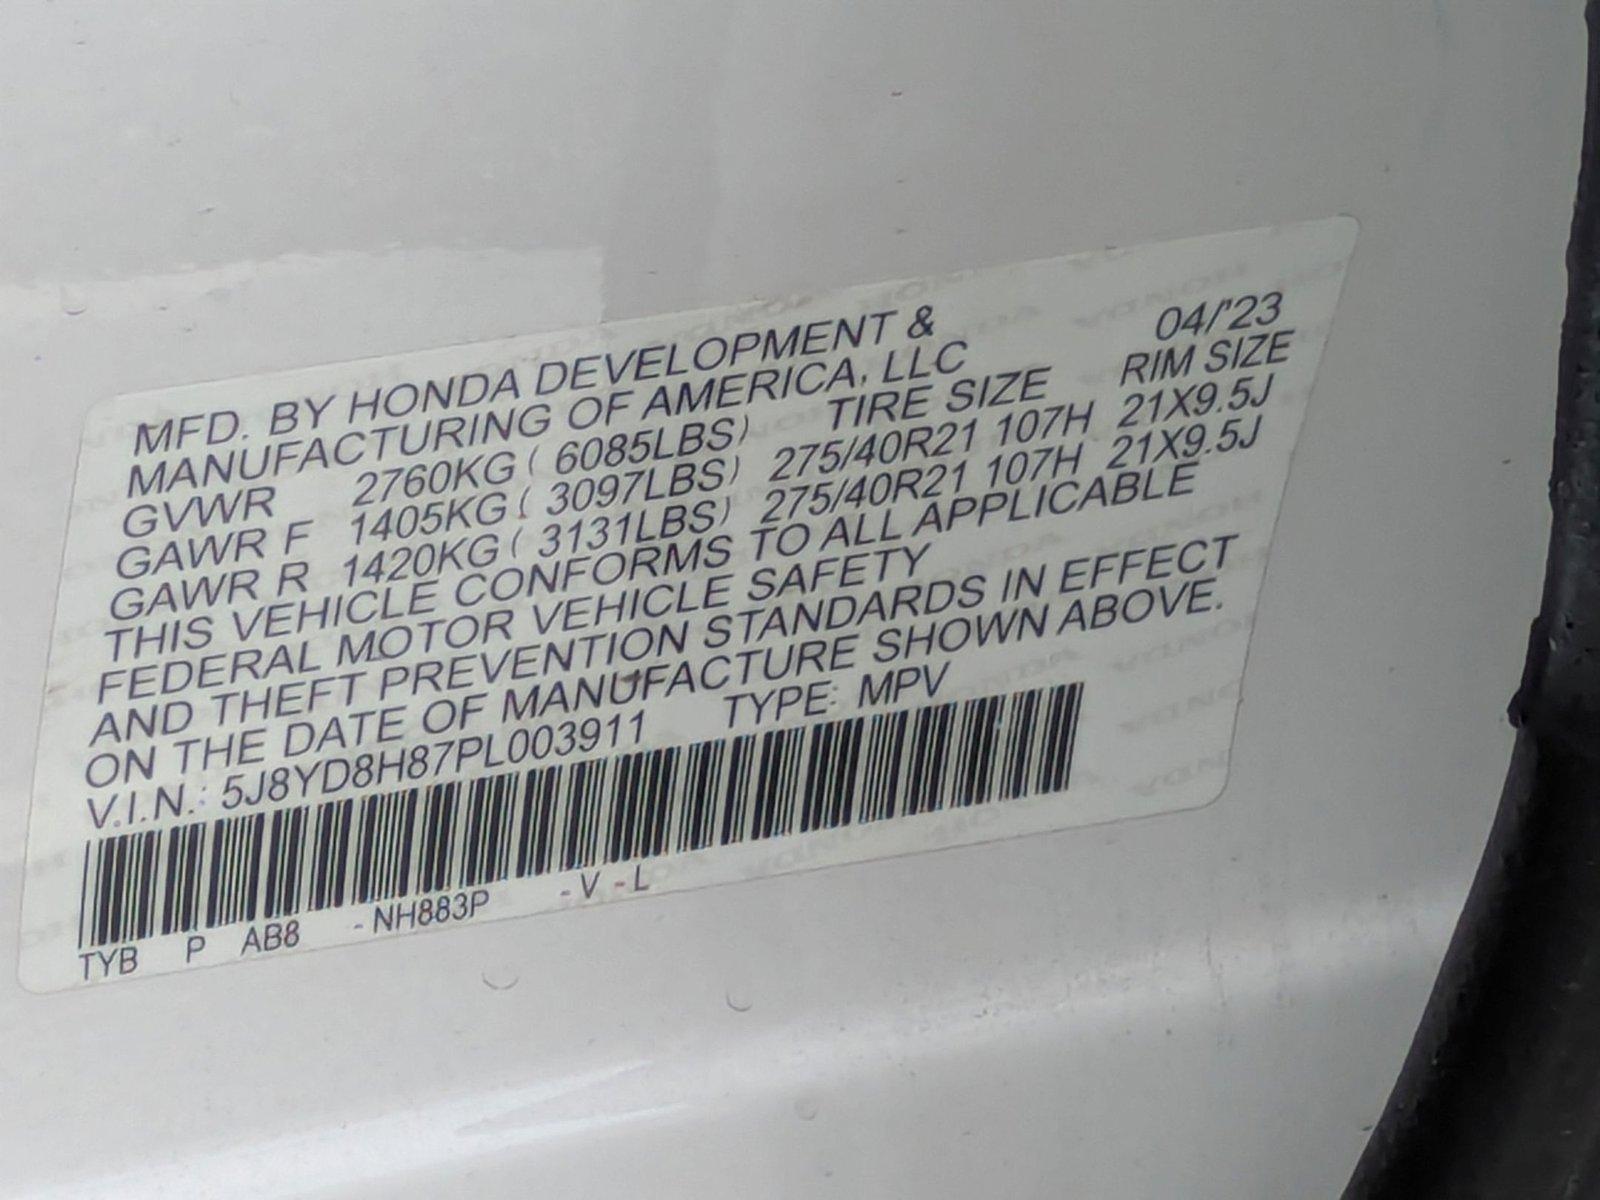 MFD. BY HONDA DEVELOPMENT & 04/'23
MANUFACTURING OF AMERICA, LLC
GVWR 2760KG ( 6085LBS) TIRE SIZE RIM SIZE
GAWR F 1405KG ( 3097LBS) 275/40R21 107H 21X9.5J
GAWR R 1420KG ( 3131LBS) 275/40R21 107H 21X9.5J
THIS VEHICLE CONFORMS TO ALL APPLICABLE
FEDERAL MOTOR VEHICLE SAFETY
AND THEFT PREVENTION STANDARDS IN EFFECT
ON THE DATE OF MANUFACTURE SHOWN ABOVE.
V.I.N.: 5J8YD8H87PL003911 TYPE: MPV
TYB P AB8 -NH883P -V -L